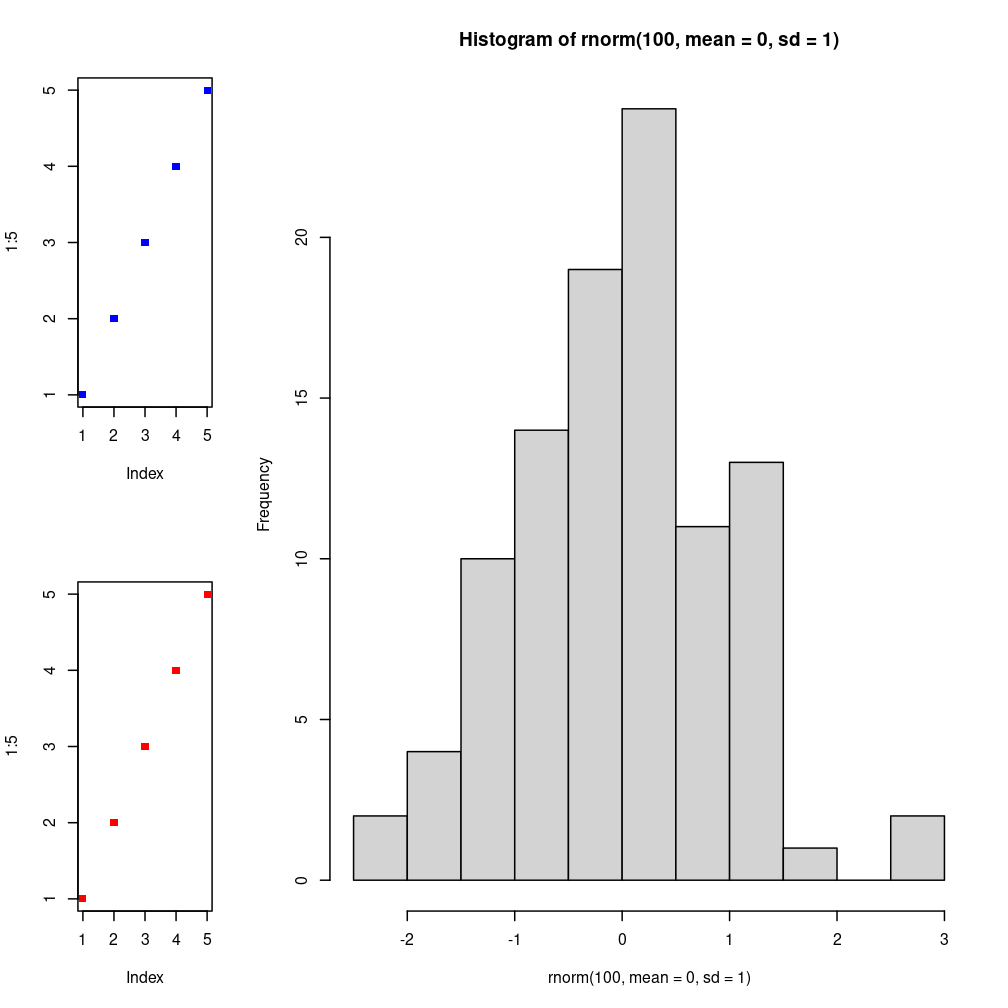 Histogram of rnorm(100, mean = 0, sd = 1)
5
4
3
2
1
1:5
1 2 3 4 5
Index
5
4
3
2
1
1:5
1 2 3 4 5
Index
20
15
10
5
0
Frequency
-2 -1 0 1 2 3
rnorm(100, mean = 0, sd = 1)